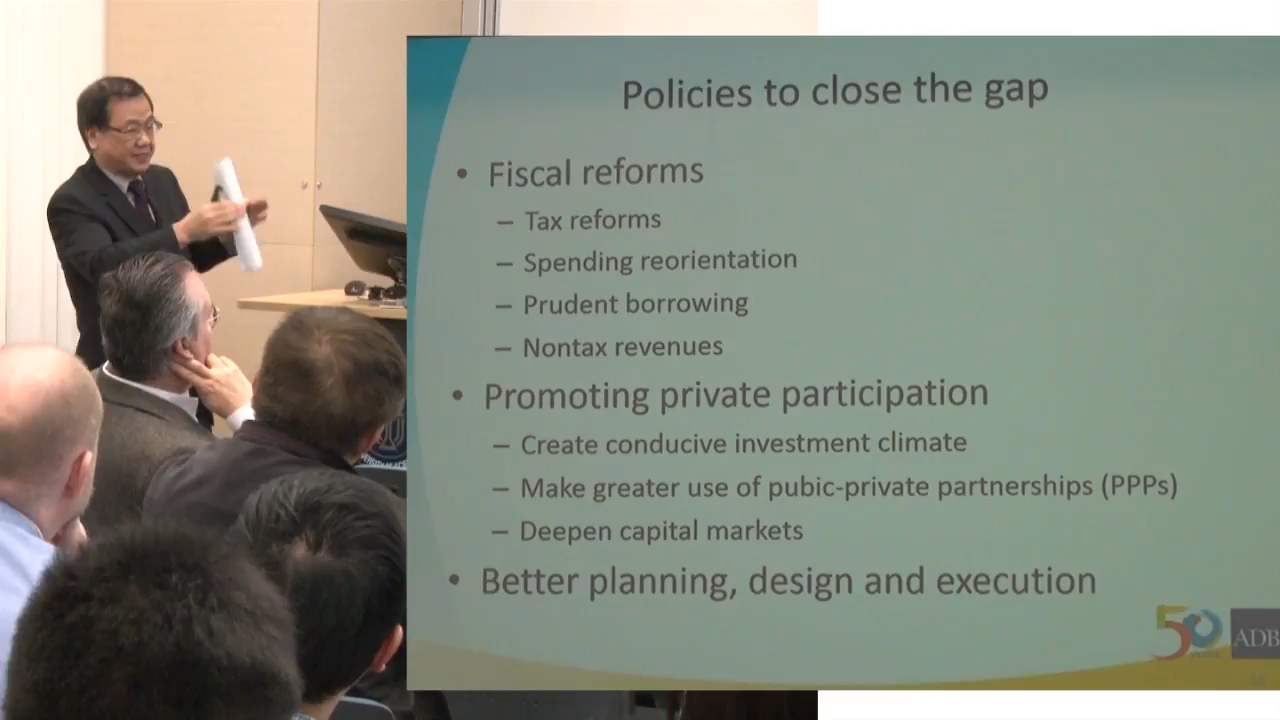 Policies to close the gap
• Fiscal reforms
– Tax reforms
– Spending reorientation
– Prudent borrowing
– Nontax revenues
• Promoting private participation
– Create conducive investment climate
– Make greater use of pubic-private partnerships (PPPs)
– Deepen capital markets
• Better planning, design and execution
50
ADB